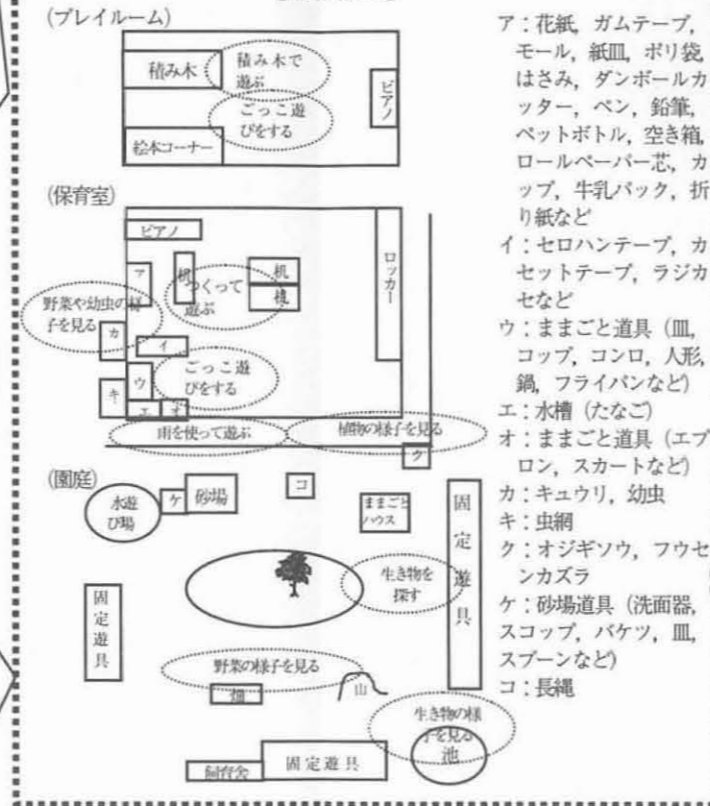 (プレイルーム)
積み木
積み木で
遊ぶ
ごっこ遊
びをする
ピアノ
絵本コーナー
(保育室)
ピアノ
ア
机
つくって
遊ぶ
机
机
ロッカー
野菜や幼虫の様
子を見る
カ
イ
ウ
ごっこ遊
びをする
キ
エ
オ
雨を使って遊ぶ
植物の様子を見る
ク
(園庭)
水遊
び場
ケ
砂場
コ
ままごと
ハウス
固定遊具
生き物を
探す
固定遊具
野菜の様子を見る
畑
山
生き物の様
子を見る
池
飼育舎
固定遊具
ア：花紙，ガムテープ，
モール，紙皿，ポリ袋，
はさみ，ダンボールカ
ッター，ペン，鉛筆，
ペットボトル，空き箱，
ロールペーパー芯，カ
ップ，牛乳パック，折
り紙など
イ：セロハンテープ，カ
セットテープ，ラジカ
セなど
ウ：ままごと道具（皿，
コップ，コンロ，人形，
鍋，フライパンなど）
エ：水槽（たなご）
オ：ままごと道具（エプ
ロン，スカートなど）
カ：キュウリ，幼虫
キ：虫網
ク：オジギソウ，フウセ
ンカズラ
ケ：砂場道具（洗面器，
スコップ，バケツ，皿，
スプーンなど）
コ：長縄